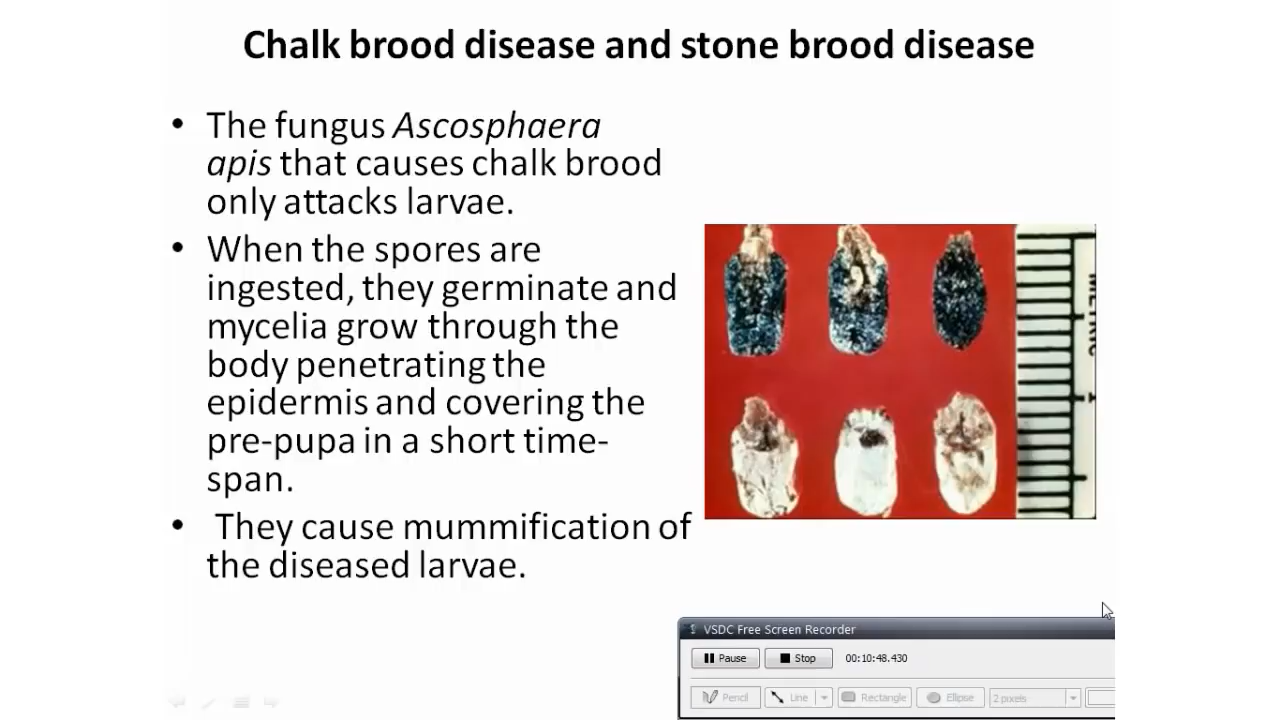 Chalk brood disease and stone brood disease
• The fungus Ascosphaera
apis that causes chalk brood
only attacks larvae.
• When the spores are
ingested, they germinate and
mycelia grow through the
body penetrating the
epidermis and covering the
pre-pupa in a short time-
span.
• They cause mummification of
the diseased larvae.
METRIC
1
VSDC Free Screen Recorder
Pause Stop 00:10:48.430
Pencil Line Rectangle Ellipse 2 pixels